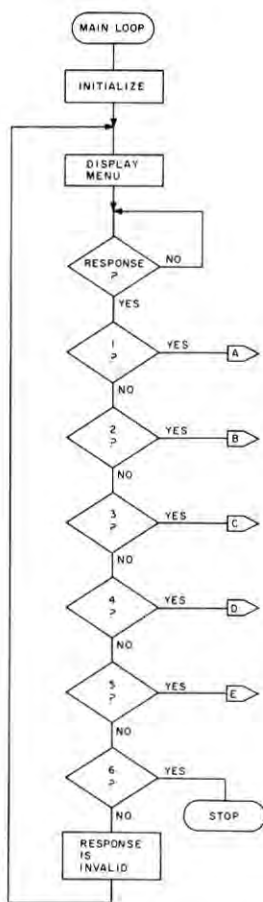 MAIN LOOP
INITIALIZE
DISPLAY
MENU
RESPONSE
?
NO
YES
1
?
YES
A
NO
2
?
YES
B
NO
3
?
YES
C
NO
4
?
YES
D
NO
5
?
YES
E
NO
6
?
YES
NO
STOP
RESPONSE
IS
INVALID